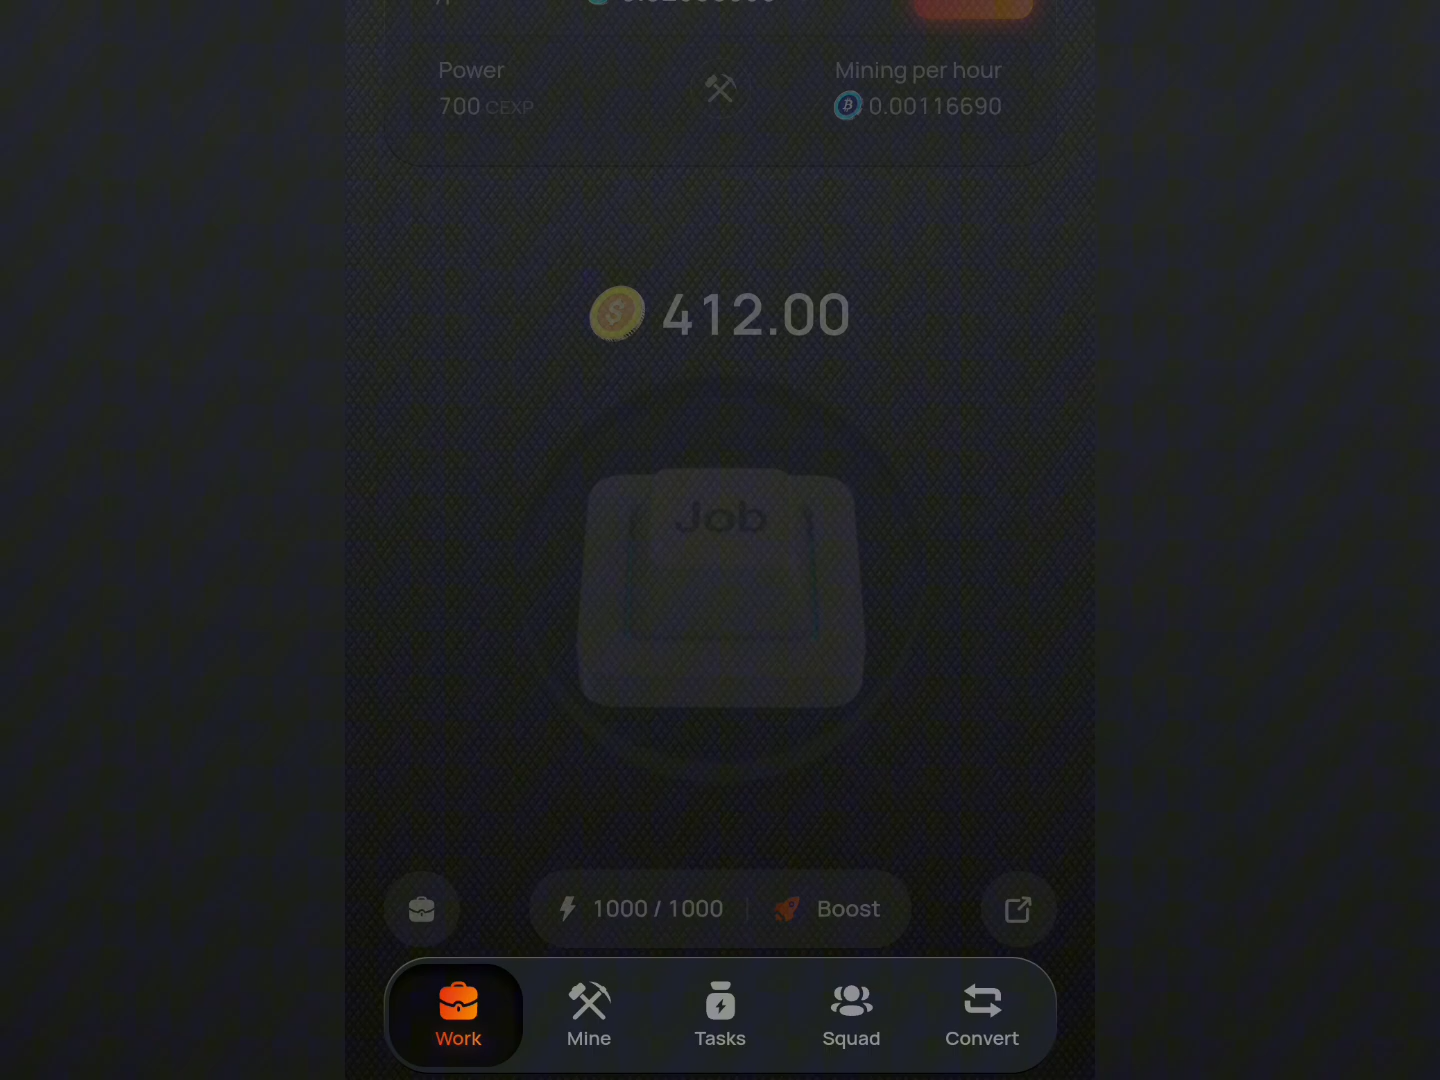 Power
700 CEXP
Mining per hour
0.00116690
412.00
Job
1000 / 1000
Boost
Work
Mine
Tasks
Squad
Convert